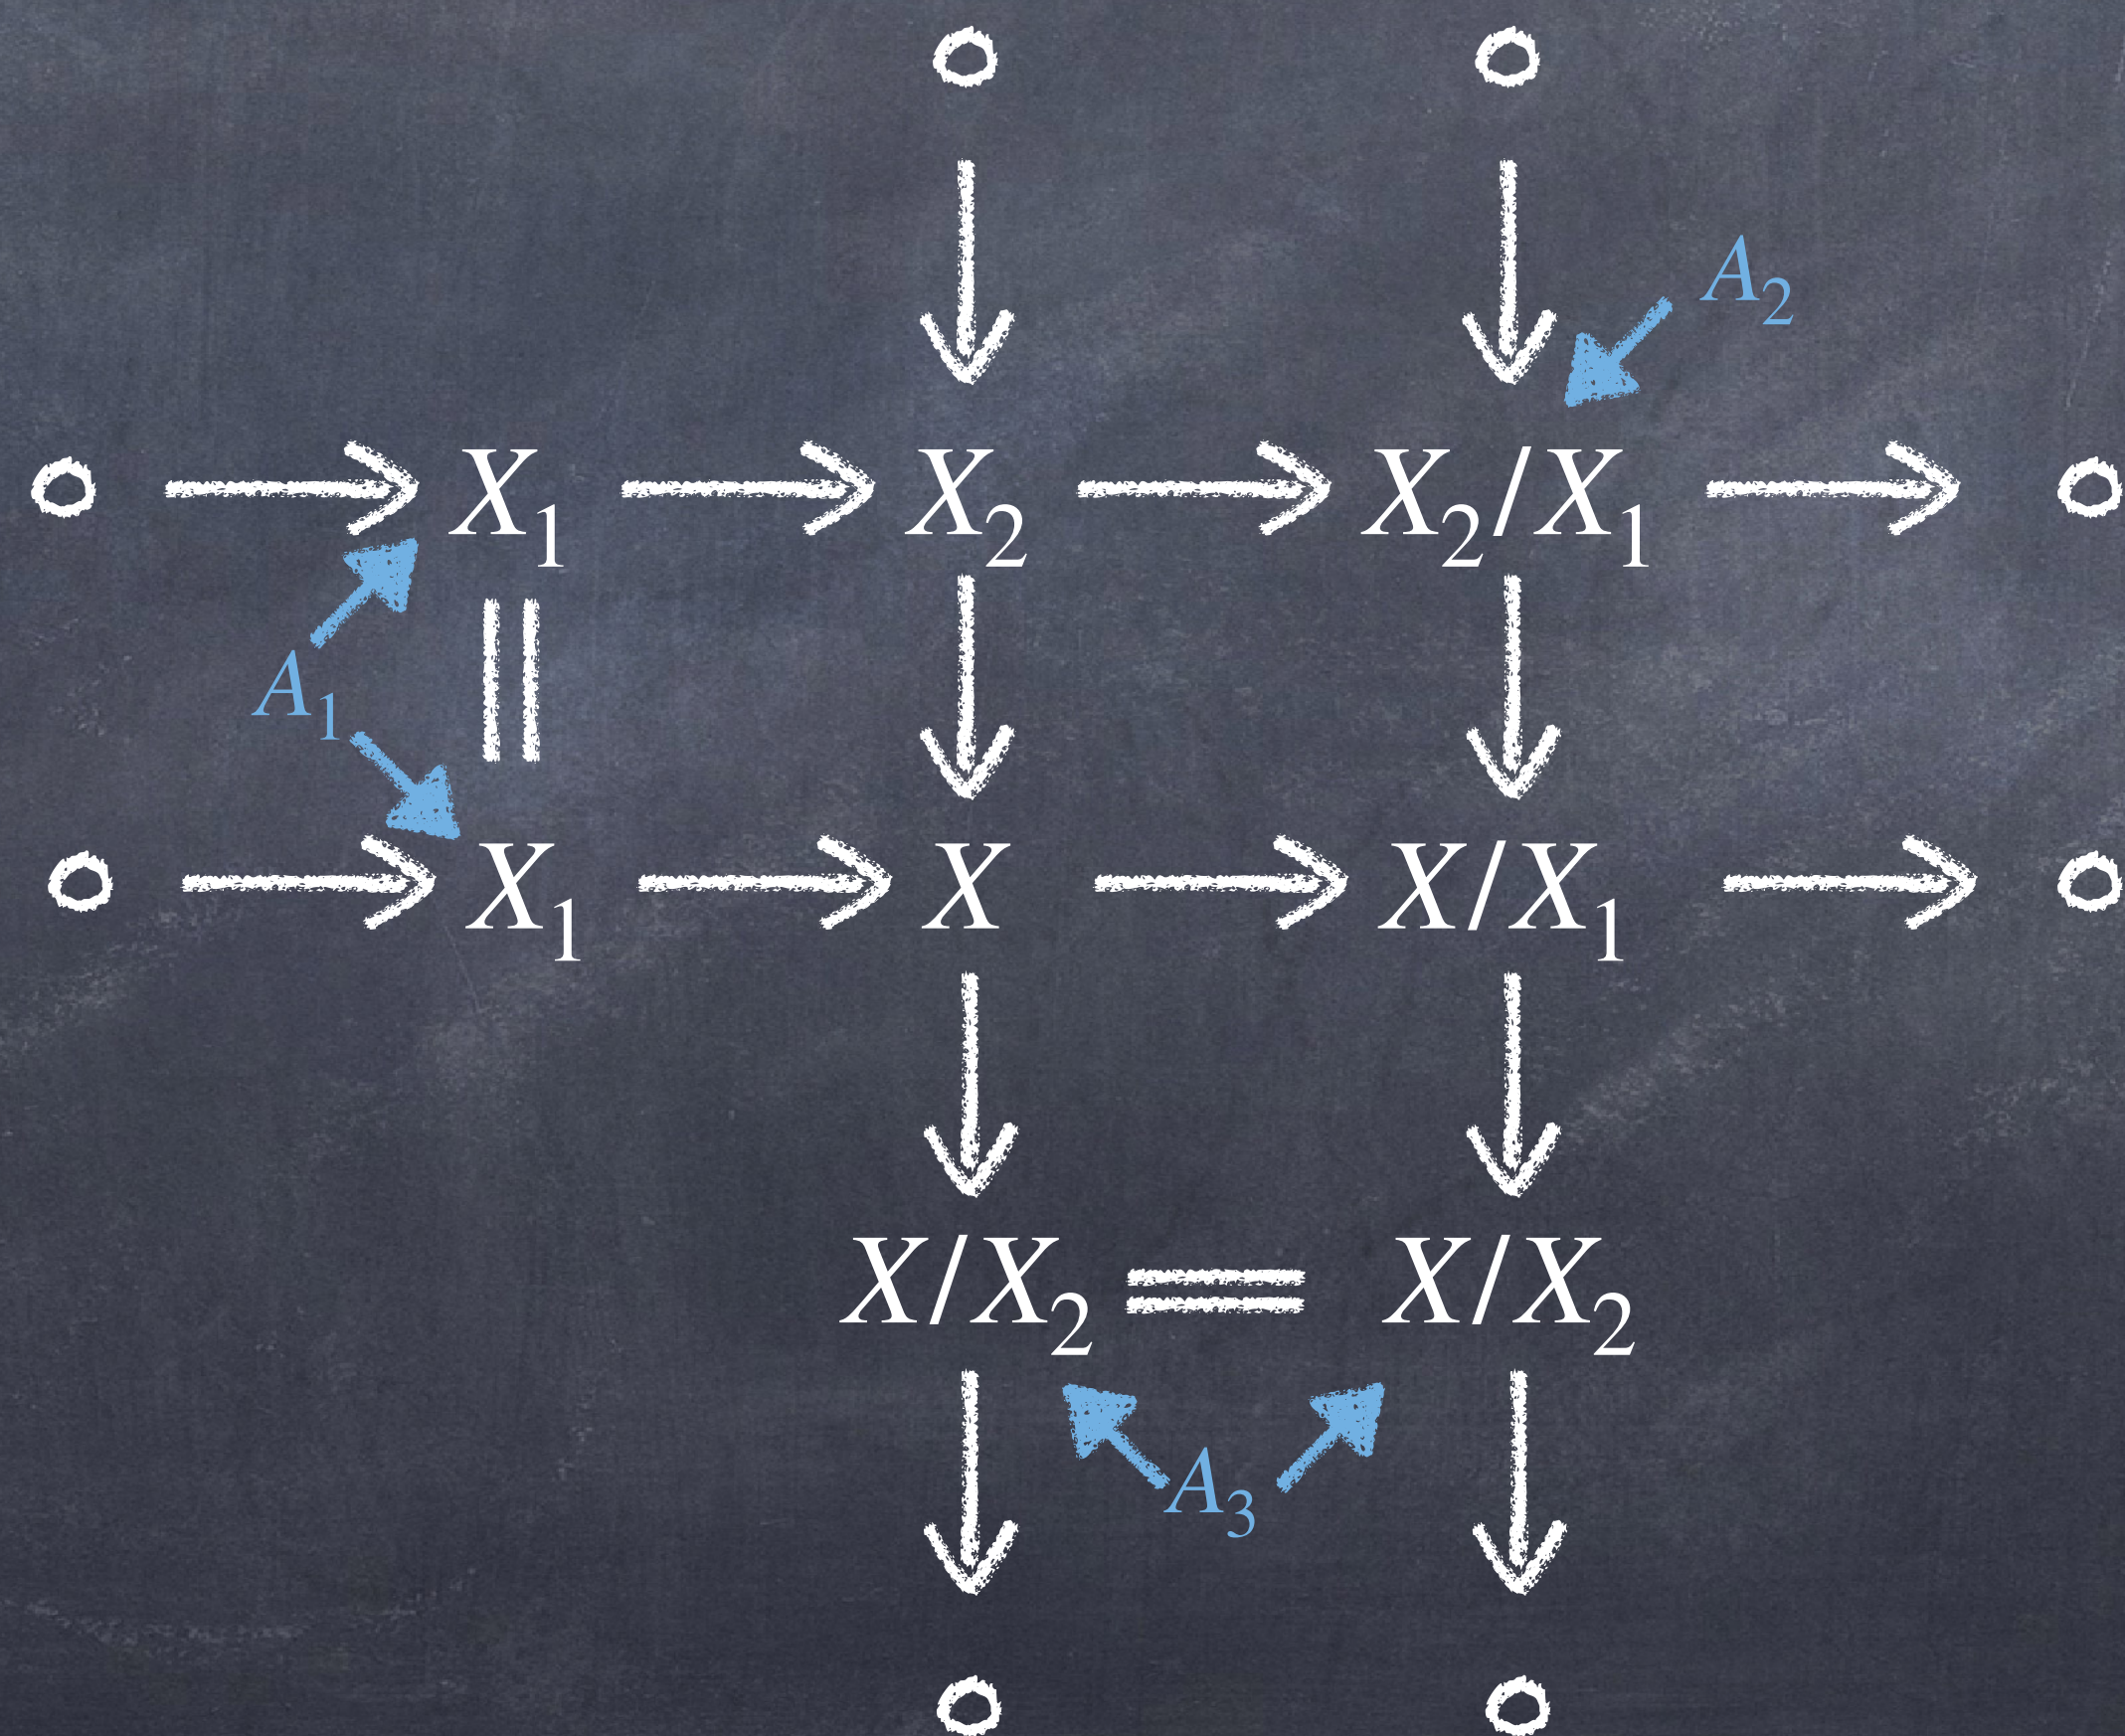 0 0
A₂
0 → X₁ → X₂ → X₂/X₁ → 0
A₁
0 → X₁ → X → X/X₁ → 0
X/X₂ = X/X₂
A₃
0 0